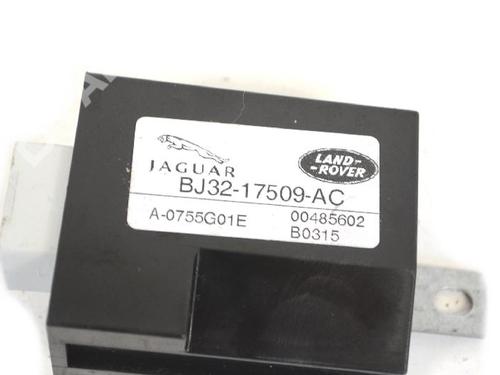 JAGUAR
LAND-
-ROVER
BJ32-17509-AC
A-0755G01E 00485602
B0315